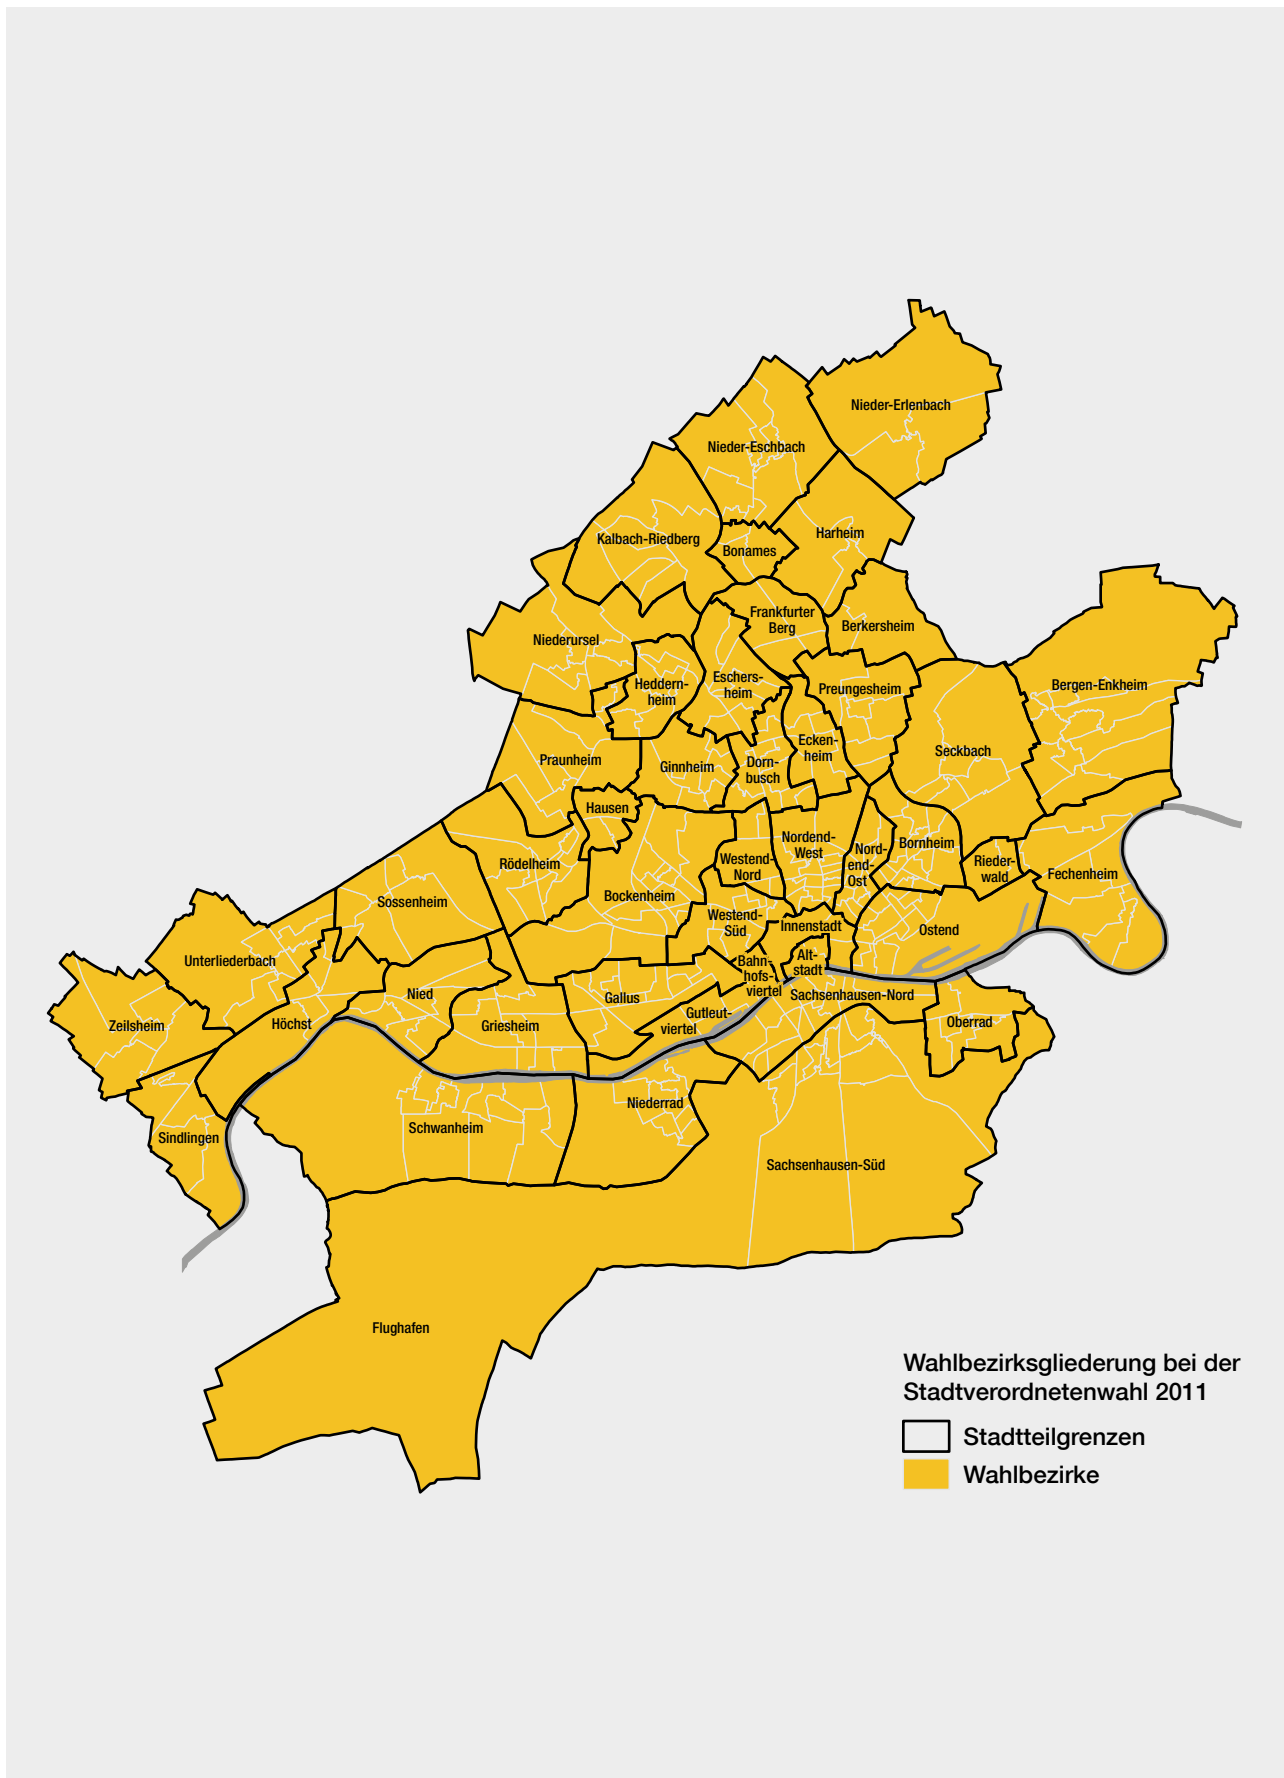 Nieder-Erlenbach
Nieder-Eschbach
Harheim
Kalbach-Riedberg
Bonames
Frankfurter
Berg
Berkersheim
Niederursel
Heddern-
heim
Eschers-
heim
Preungesheim
Bergen-Enkheim
Seckbach
Ecken-
heim
Praunheim
Ginnheim
Dorn-
busch
Hausen
Rödelheim
Nordend-
West
Nord-
end-
Ost
Bornheim
Westend-
Nord
Rieder-
wald
Fechenheim
Bockenheim
Sossenheim
Westend-
Süd
Innenstadt
Ostend
Unterliederbach
Alt-
stadt
Bahn-
hofs-
viertel
Nied
Gallus
Sachsenhausen-Nord
Zeilsheim
Höchst
Griesheim
Gutleut-
viertel
Oberrad
Niederrad
Schwanheim
Sindlingen
Sachsenhausen-Süd
Flughafen
Wahlbezirksgliederung bei der
Stadtverordnetenwahl 2011
Stadtteilgrenzen
Wahlbezirke